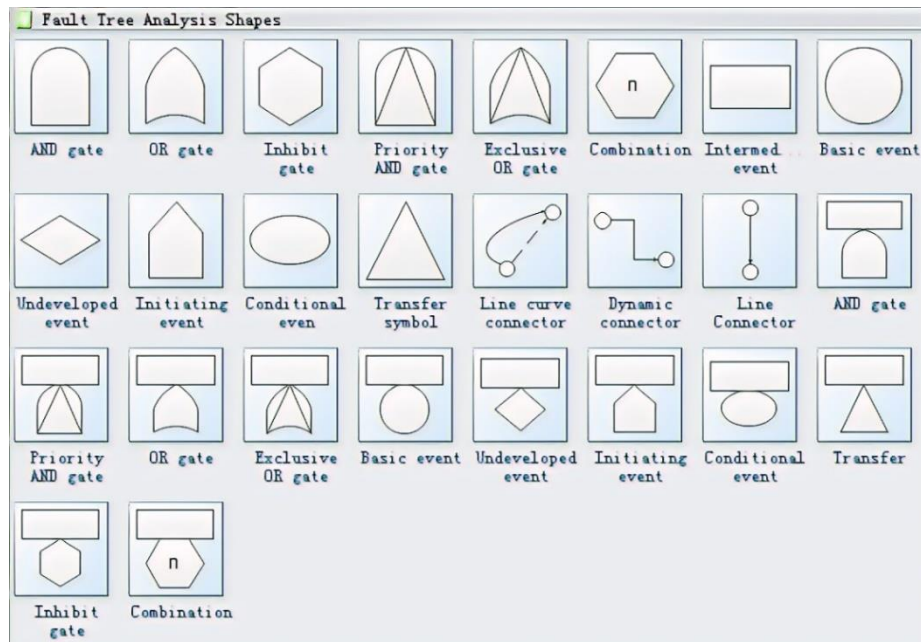 Fault Tree Analysis Shapes
AND gate
OR gate
Inhibit
gate
Priority
AND gate
Exclusive
OR gate
n
Combination
Intermed...
event
Basic event
Undeveloped
event
Initiating
event
Conditional
even
Transfer
symbol
Line curve
connector
Dynamic
connector
Line
Connector
AND gate
Priority
AND gate
OR gate
Exclusive
OR gate
Basic event
Undeveloped
event
Initiating
event
Conditional
event
Transfer
Inhibit
gate
n
Combination